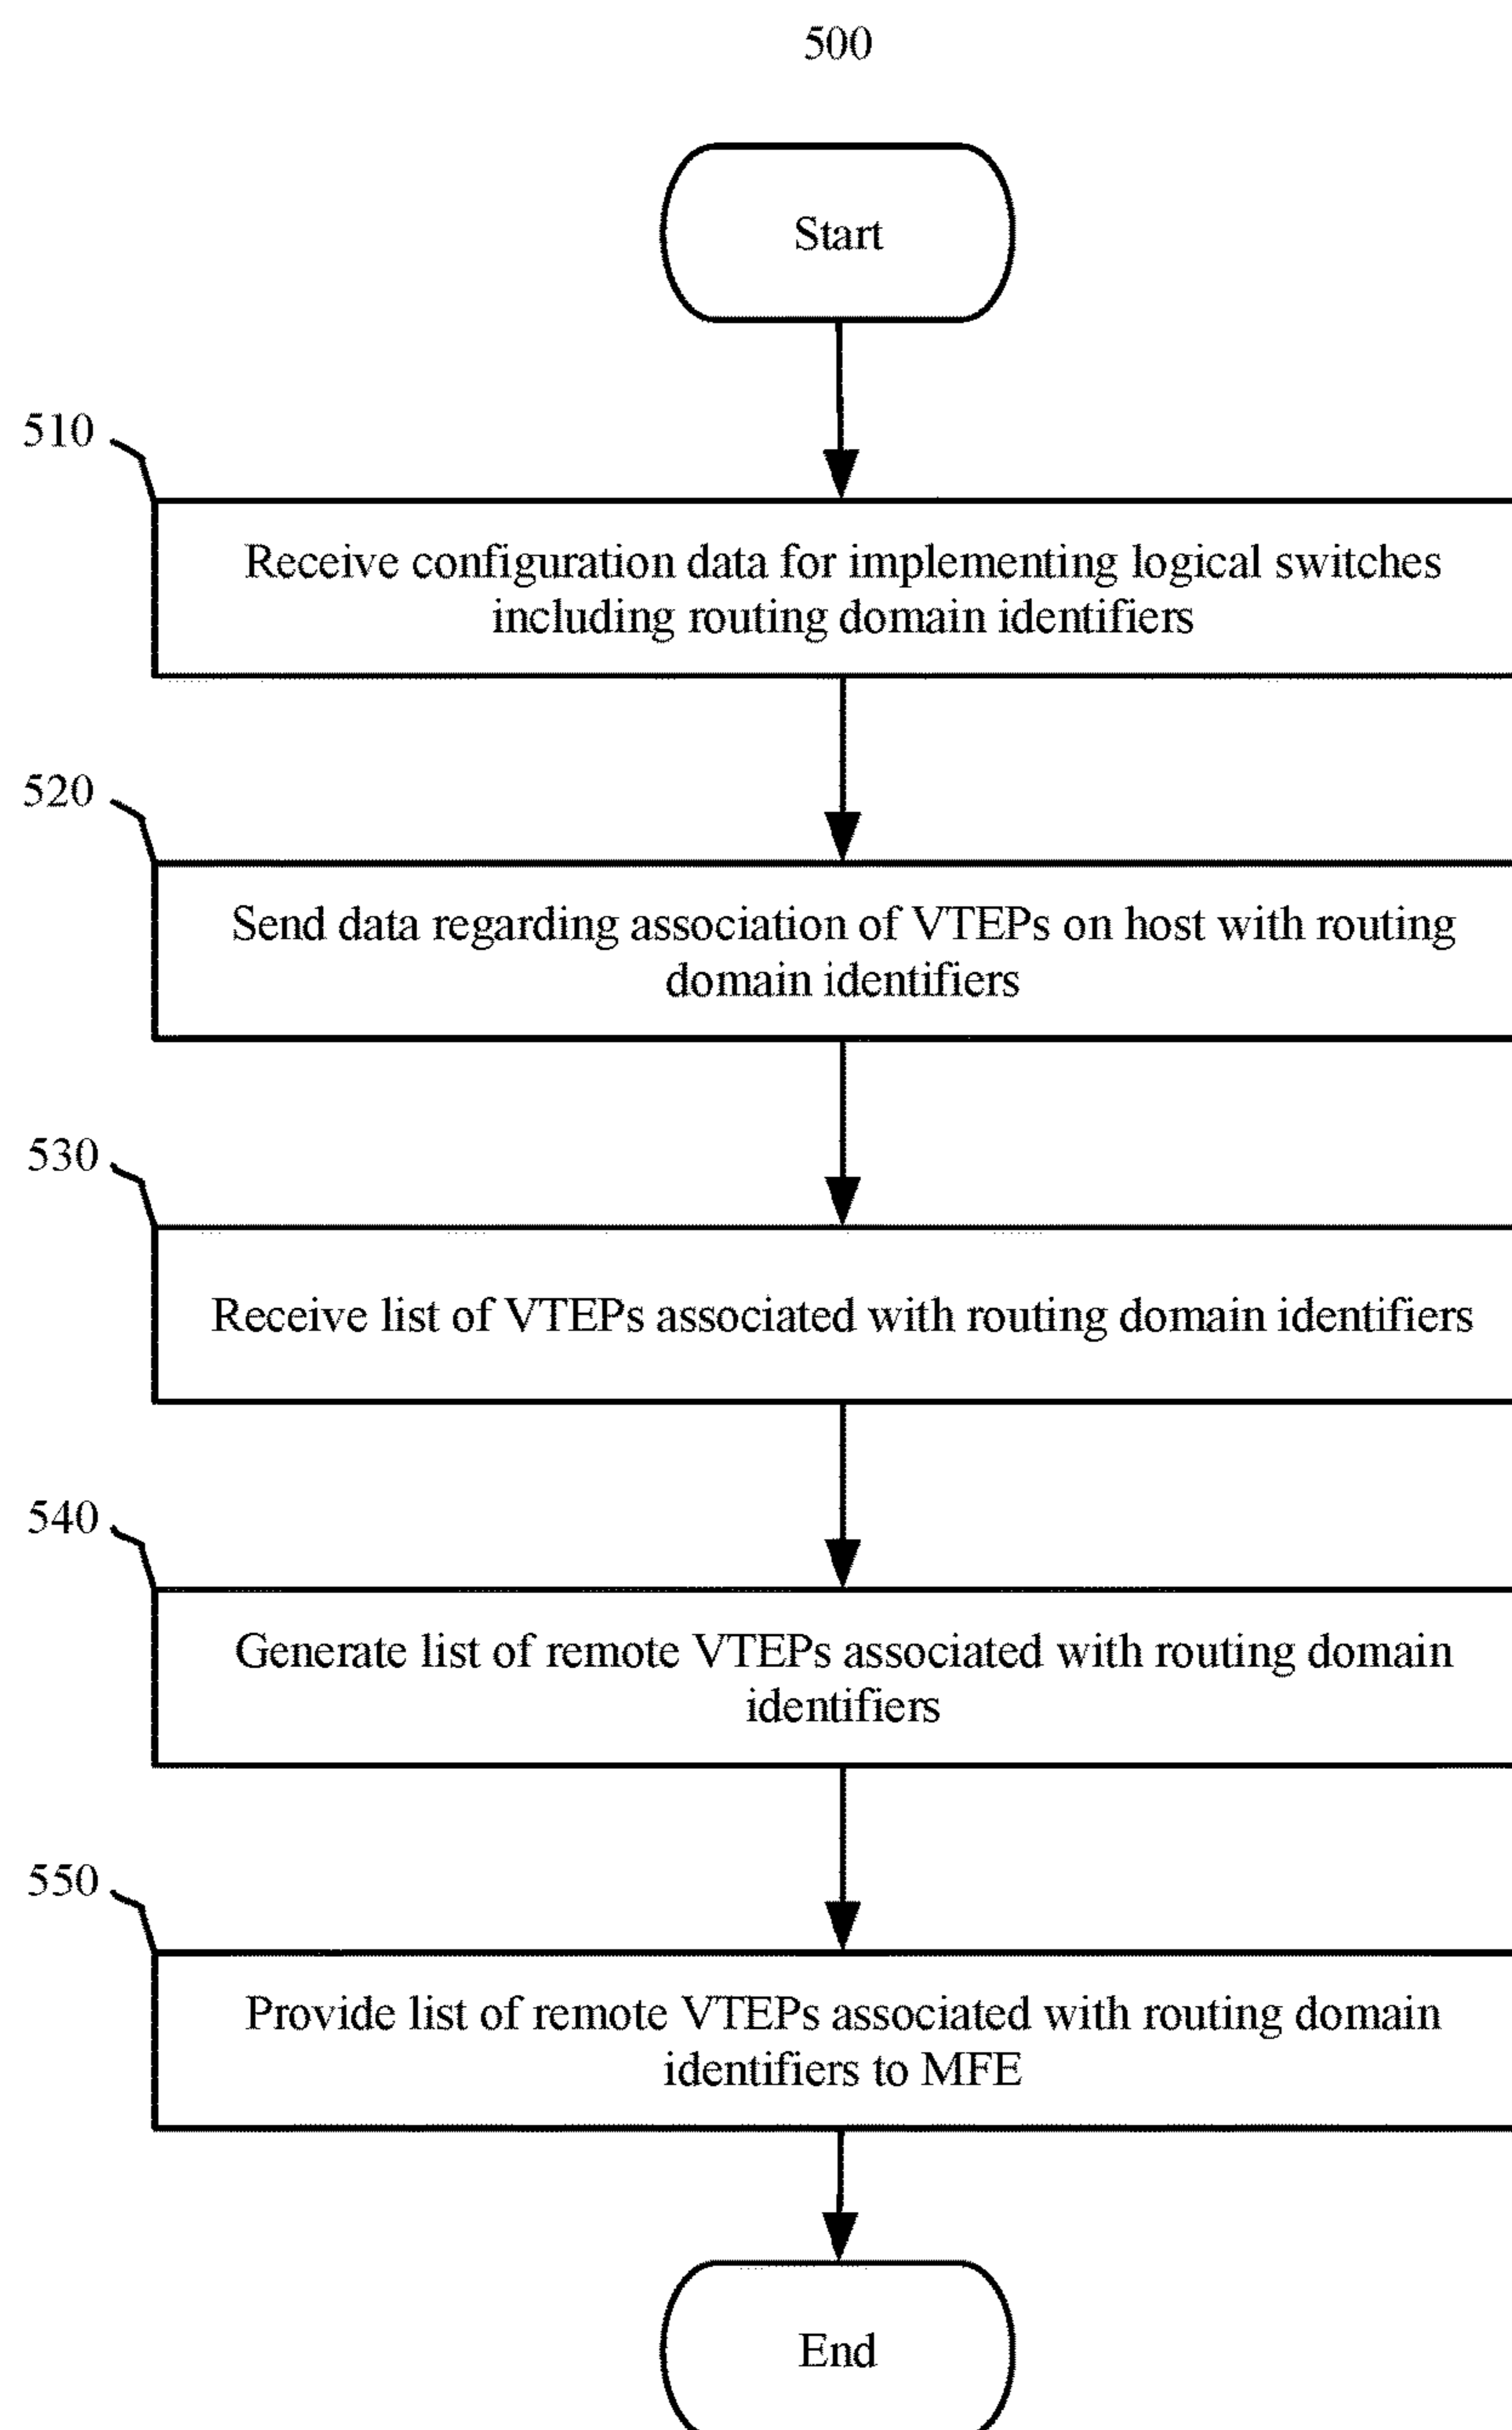 500
Start
510
Receive configuration data for implementing logical switches
including routing domain identifiers
520
Send data regarding association of VTEPs on host with routing
domain identifiers
530
Receive list of VTEPs associated with routing domain identifiers
540
Generate list of remote VTEPs associated with routing domain
identifiers
550
Provide list of remote VTEPs associated with routing domain
identifiers to MFE
End